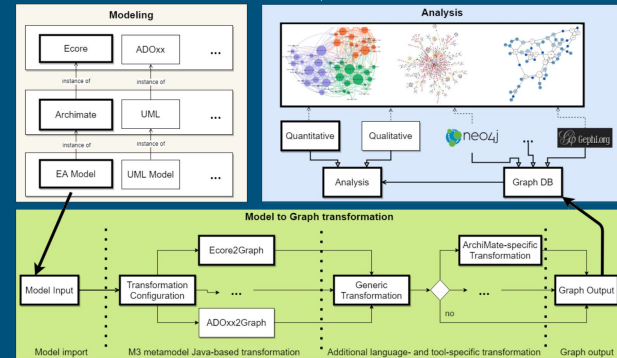 Modeling
Ecore
ADOxx
...
instance of
instance of
Archimate
UML
...
instance of
instance of
EA Model
UML Model
...
Analysis
Quantitative
Qualitative
neo4j
...
Gephi.org
Analysis
Graph DB
Model to Graph transformation
Ecore2Graph
ArchiMate-specific
Transformation
Model Input
Transformation
Configuration
...
Generic
Transformation
...
Graph Output
no
ADOxx2Graph
Model import
M3 metamodel Java-based transformation
Additional language- and tool-specific transformation
Graph output